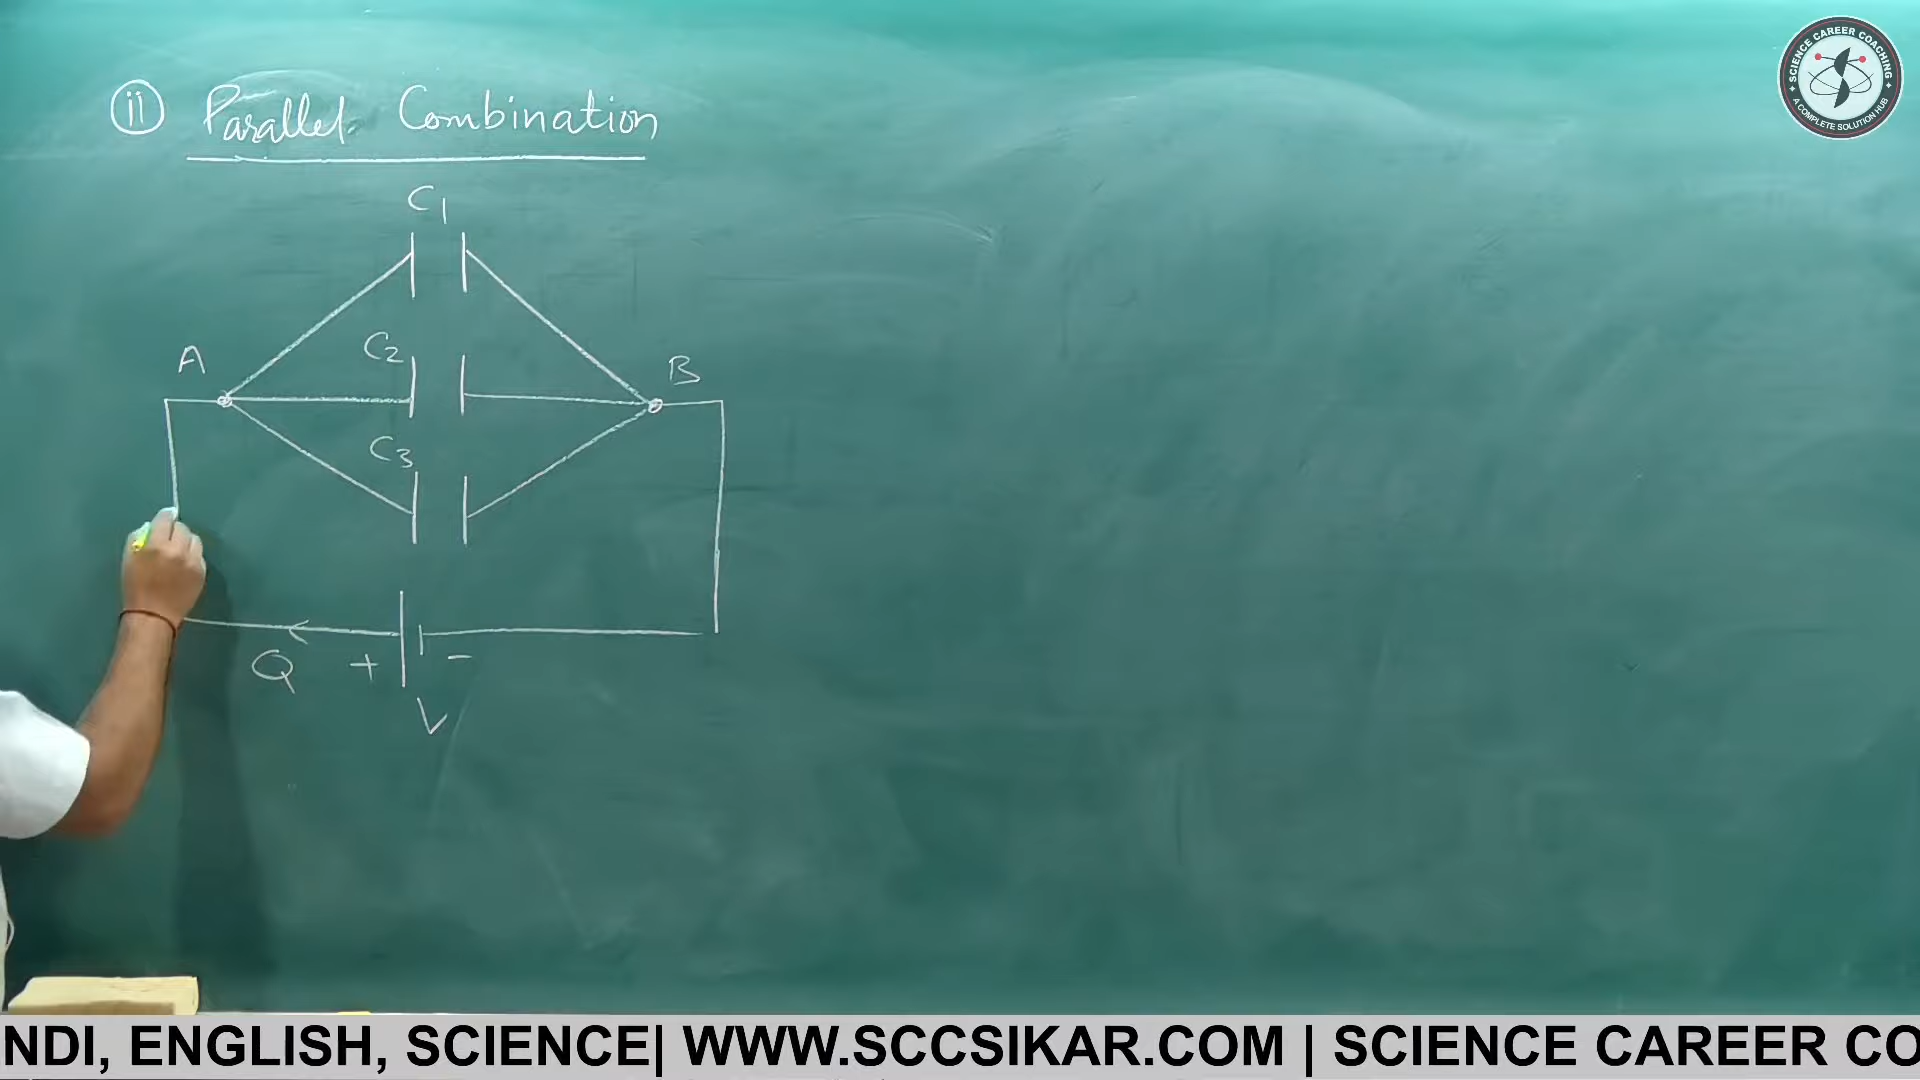 ii Parallel Combination
C1
C2
A
B
C3
Q + -
V
SCIENCE CAREER COACHING
A COMPLETE SOLUTION HUB
NDI, ENGLISH, SCIENCE| WWW.SCCSIKAR.COM | SCIENCE CAREER CO